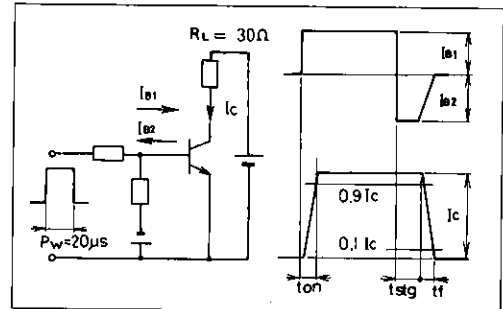 RL = 30Ω
IB1
IB2
Ic
PW=20μs
IB1
IB2
0.9 Ic
Ic
0.1 Ic
ton
tstg
tf